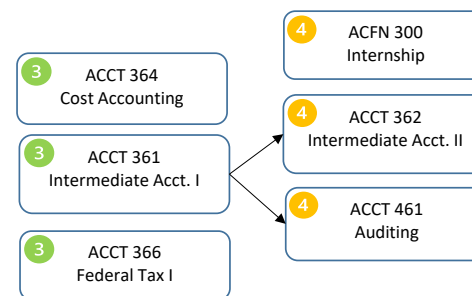 3
ACCT 364
Cost Accounting
3
ACCT 361
Intermediate Acct. I
3
ACCT 366
Federal Tax I
4
ACFN 300
Internship
4
ACCT 362
Intermediate Acct. II
4
ACCT 461
Auditing